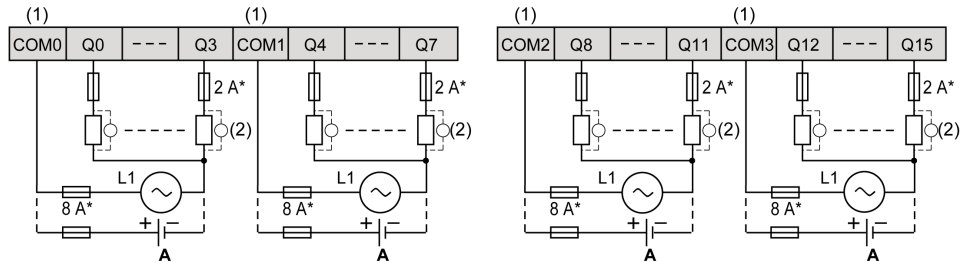 (1) (1) (1) (1)
COM0 Q0 --- Q3 COM1 Q4 --- Q7 COM2 Q8 --- Q11 COM3 Q12 --- Q15
2 A* 2 A* 2 A* 2 A*
(2) (2) (2) (2)
L1 L1 L1 L1
8 A* 8 A* 8 A* 8 A*
+ − + − + − + −
A A A A